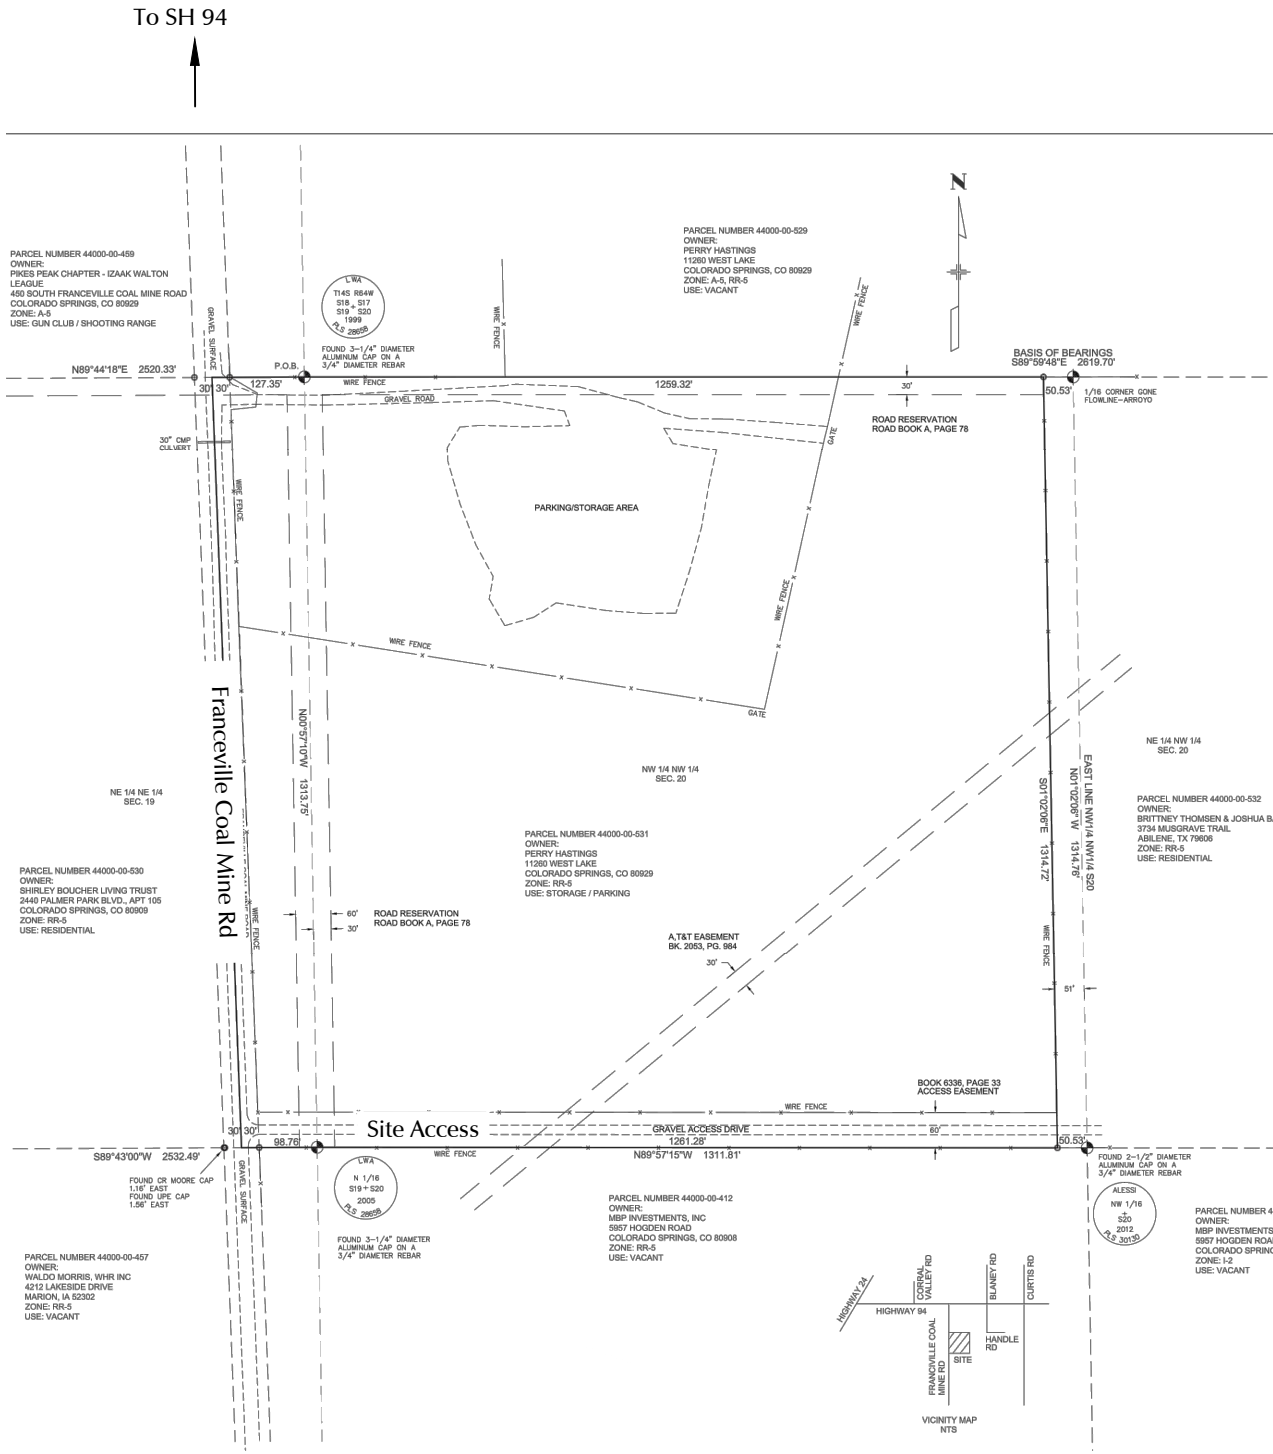 To SH 94
N
PARCEL NUMBER 44000-00-459
OWNER:
PIKES PEAK CHAPTER - IZAAK WALTON
LEAGUE
450 SOUTH FRANCEVILLE COAL MINE ROAD
COLORADO SPRINGS, CO 80929
ZONE: A-5
USE: GUN CLUB / SHOOTING RANGE
GRAVEL SURFACE
LWA
T14S R64W
S18 S17
S19 + S20
1999
PLS 28658
FOUND 3-1/4" DIAMETER
ALUMINUM CAP ON A
3/4" DIAMETER REBAR
WIRE FENCE
PARCEL NUMBER 44000-00-529
OWNER:
PERRY HASTINGS
11260 WEST LAKE
COLORADO SPRINGS, CO 80929
ZONE: A-5, RR-5
USE: VACANT
WIRE FENCE
BASIS OF BEARINGS
S89°59'48"E 2619.70'
N89°44'18"E 2520.33'
P.O.B.
30' 30'
127.35'
WIRE FENCE
1259.32'
30'
50.53'
1/16 CORNER GONE
FLOWLINE-ARROYO
GRAVEL ROAD
ROAD RESERVATION
ROAD BOOK A, PAGE 78
30" CMP
CULVERT
GATE
WIRE FENCE
PARKING/STORAGE AREA
WIRE FENCE
WIRE FENCE
GATE
Franceville Coal Mine Rd
N00°57'10"W 1313.75'
NE 1/4 NE 1/4
SEC. 19
NW 1/4 NW 1/4
SEC. 20
NE 1/4 NW 1/4
SEC. 20
S01°02'06"E 1314.72'
N01°02'06" W 1314.76'
EAST LINE NW1/4 NW1/4 S20
PARCEL NUMBER 44000-00-532
OWNER:
BRITTNEY THOMSEN & JOSHUA
3734 MUSGRAVE TRAIL
ABILENE, TX 79606
ZONE: RR-5
USE: RESIDENTIAL
PARCEL NUMBER 44000-00-531
OWNER:
PERRY HASTINGS
11260 WEST LAKE
COLORADO SPRINGS, CO 80929
ZONE: RR-5
USE: STORAGE / PARKING
PARCEL NUMBER 44000-00-530
OWNER:
SHIRLEY BOUCHER LIVING TRUST
2440 PALMER PARK BLVD., APT 105
COLORADO SPRINGS, CO 80909
ZONE: RR-5
USE: RESIDENTIAL
WIRE FENCE
60'
30'
ROAD RESERVATION
ROAD BOOK A, PAGE 78
A,T&T EASEMENT
BK. 2053, PG. 984
30'
WIRE FENCE
51'
BOOK 6336, PAGE 33
ACCESS EASEMENT
WIRE FENCE
Site Access
GRAVEL ACCESS DRIVE
60'
30' 30'
98.76'
1261.28'
50.53'
S89°43'00"W 2532.49'
WIRE FENCE
N89°57'15"W 1311.81'
FOUND CR MOORE CAP
1.16' EAST
FOUND UPE CAP
1.56' EAST
GRAVEL SURFACE
LWA
N 1/16
S19 + S20
2005
PLS 28658
FOUND 3-1/4" DIAMETER
ALUMINUM CAP ON A
3/4" DIAMETER REBAR
FOUND 2-1/2" DIAMETER
ALUMINUM CAP ON A
3/4" DIAMETER REBAR
ALESSI
NW 1/16
+
S20
2012
PLS 30130
PARCEL NUMBER 44000-00-412
OWNER:
MBP INVESTMENTS, INC
5957 HOGDEN ROAD
COLORADO SPRINGS, CO 80908
ZONE: RR-5
USE: VACANT
PARCEL NUMBER 4
OWNER:
MBP INVESTMENTS
5957 HOGDEN ROA
COLORADO SPRING
ZONE: I-2
USE: VACANT
PARCEL NUMBER 44000-00-457
OWNER:
WALDO MORRIS, WHR INC
4212 LAKESIDE DRIVE
MARION, IA 52302
ZONE: RR-5
USE: VACANT
HIGHWAY 24
CORRAL
VALLEY RD
BLANEY RD
CURTIS RD
HIGHWAY 94
FRANCIVILLE COAL
MINE RD
HANDLE
RD
SITE
VICINITY MAP
NTS